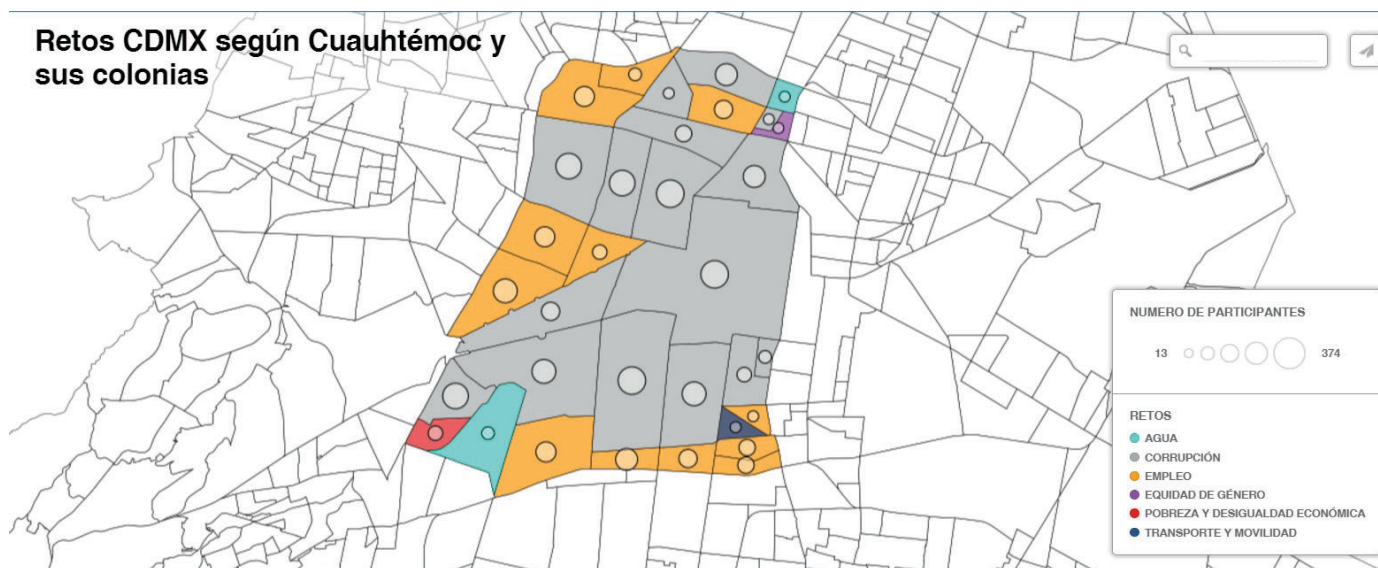 Retos CDMX según Cuauhtémoc y
sus colonias
NUMERO DE PARTICIPANTES
13 374
RETOS
AGUA
CORRUPCIÓN
EMPLEO
EQUIDAD DE GÉNERO
POBREZA Y DESIGUALDAD ECONÓMICA
TRANSPORTE Y MOVILIDAD